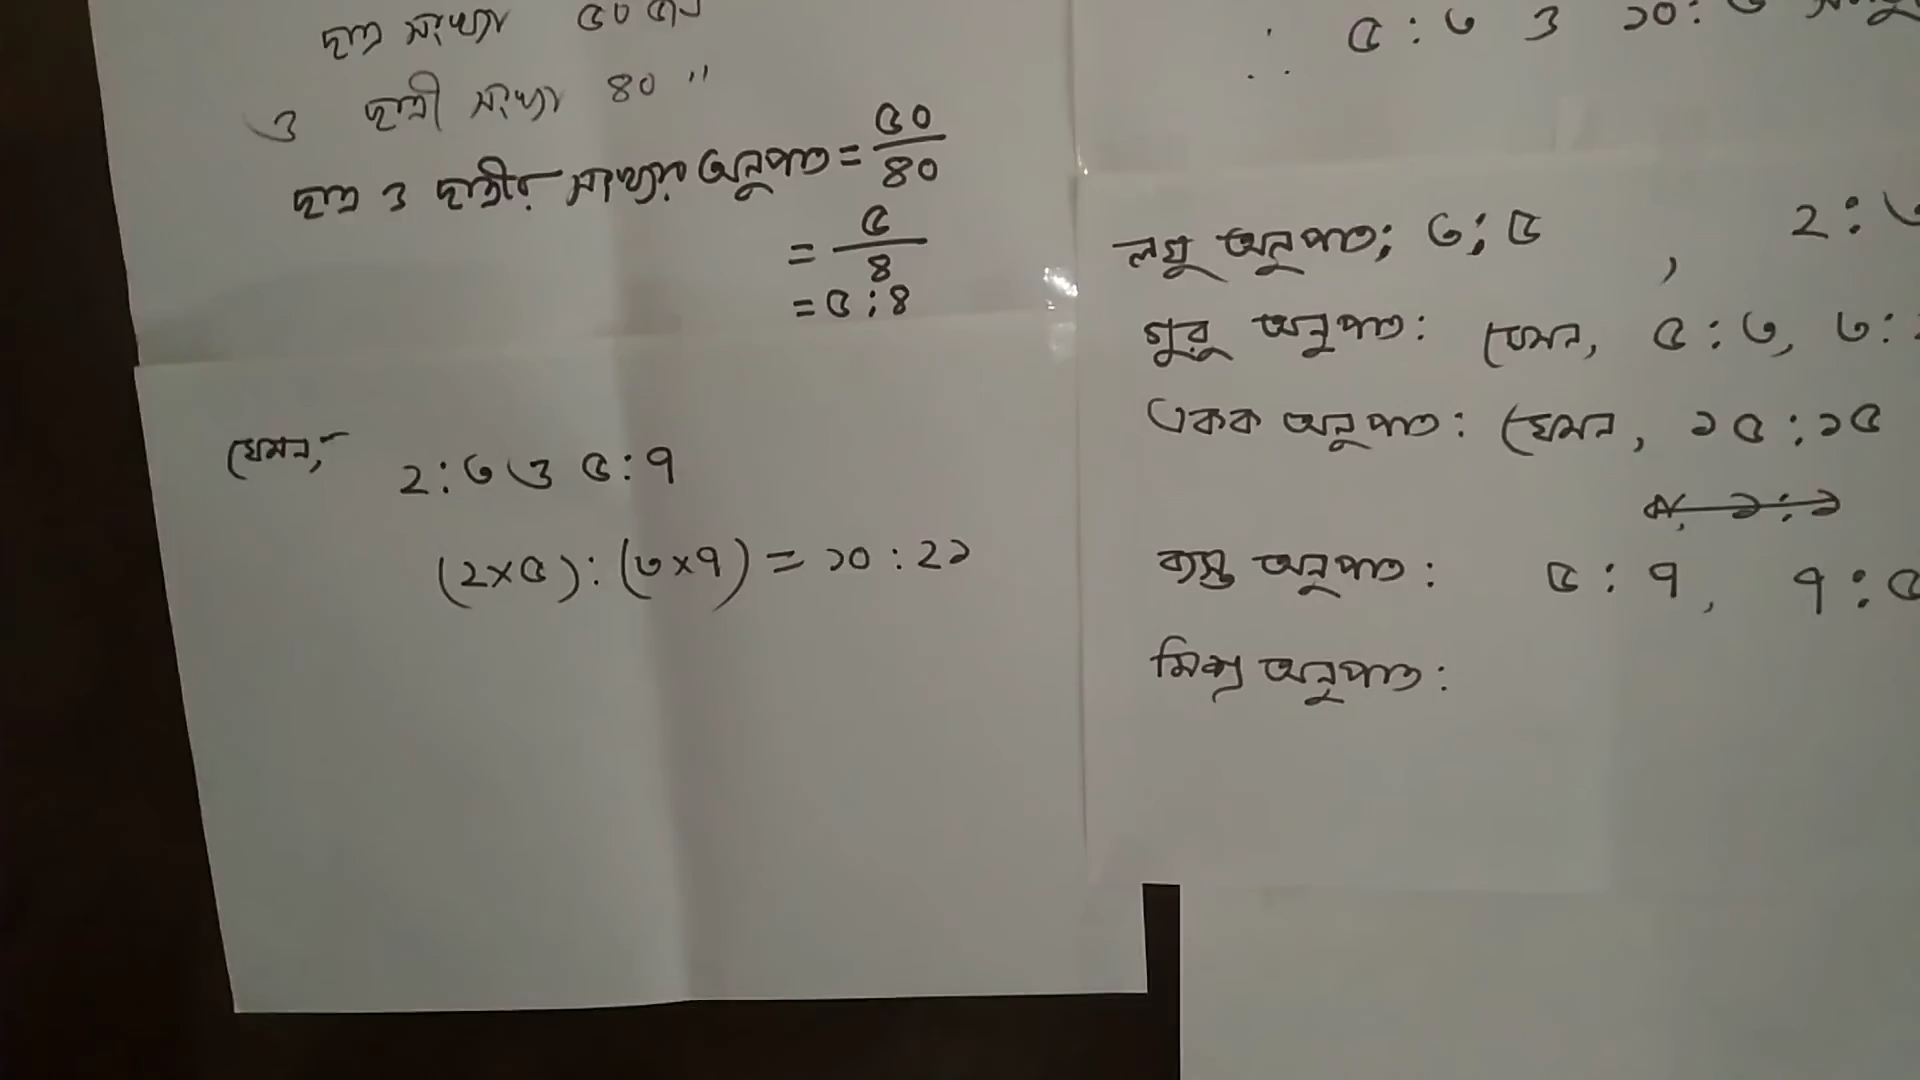 ছাত্র সংখ্যা ৫০ জন
ও ছাত্রী সংখ্যা ৪০ "
ছাত্র ও ছাত্রীর সংখ্যার অনুপাত = ৫০/৪০
= ৫/৪
= ৫ : ৪
যেমন,
২ : ৩ ও ৫ : ৭
(২×৫) : (৩×৭) = ১০ : ২১
∴ ৫ : ৩ ও ১০ :
লঘু অনুপাত; ৩ : ৫ , ২ : ৩
গুরু অনুপাত : যেমন, ৫ : ৩, ৩ :
একক অনুপাত : যেমন, ১৫ : ১৫
ব্যস্ত অনুপাত : ৫ : ৭, ৭ : ৫
মিশ্র অনুপাত :